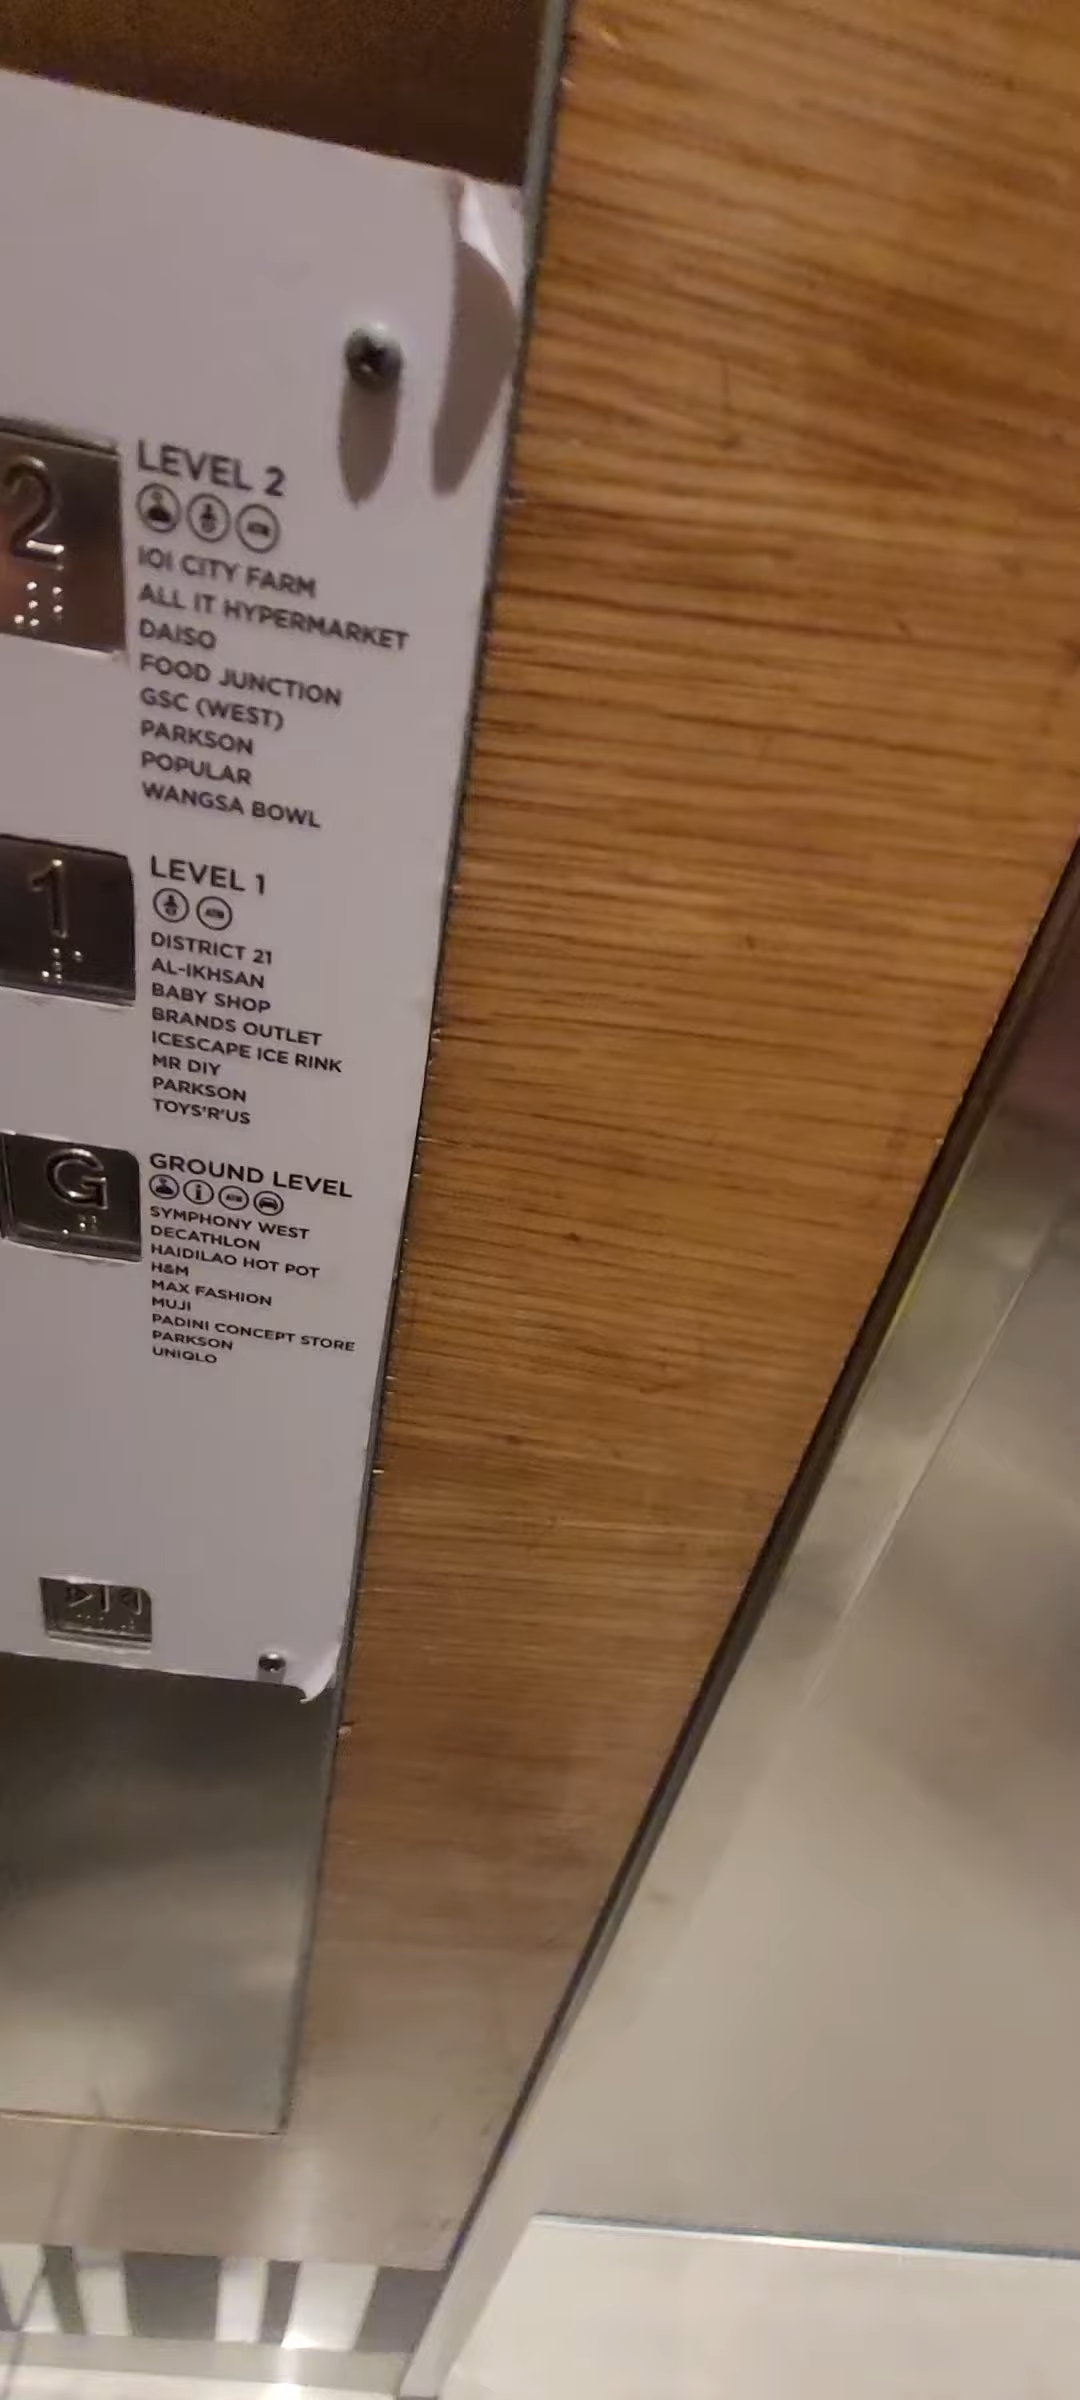 2
LEVEL 2
IOI CITY FARM
ALL IT HYPERMARKET
DAISO
FOOD JUNCTION
GSC (WEST)
PARKSON
POPULAR
WANGSA BOWL
1
LEVEL 1
DISTRICT 21
AL-IKHSAN
BABY SHOP
BRANDS OUTLET
ICESCAPE ICE RINK
MR DIY
PARKSON
TOYS'R'US
G
GROUND LEVEL
SYMPHONY WEST
DECATHLON
HAIDILAO HOT POT
H&M
MAX FASHION
MUJI
PADINI CONCEPT STORE
PARKSON
UNIQLO